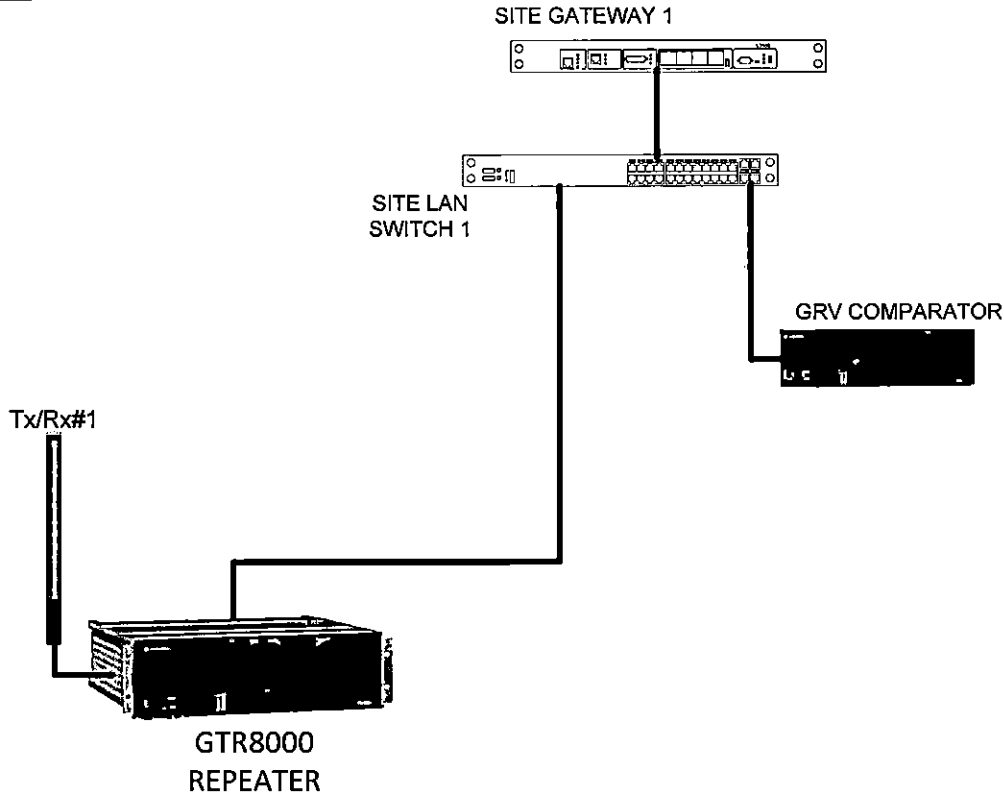 SITE GATEWAY 1
SITE LAN
SWITCH 1
GRV COMPARATOR
Tx/Rx#1
GTR8000
REPEATER